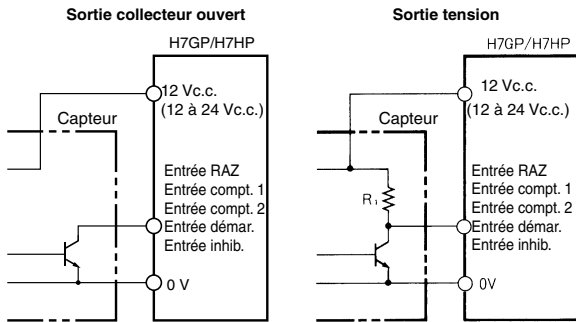 Sortie collecteur ouvert
H7GP/H7HP
12 Vc.c.
(12 à 24 Vc.c.)
Capteur
Entrée RAZ
Entrée compt. 1
Entrée compt. 2
Entrée démar.
Entrée inhib.
0 V
Sortie tension
H7GP/H7HP
12 Vc.c.
(12 à 24 Vc.c.)
Capteur
R1
Entrée RAZ
Entrée compt. 1
Entrée compt. 2
Entrée démar.
Entrée inhib.
0V